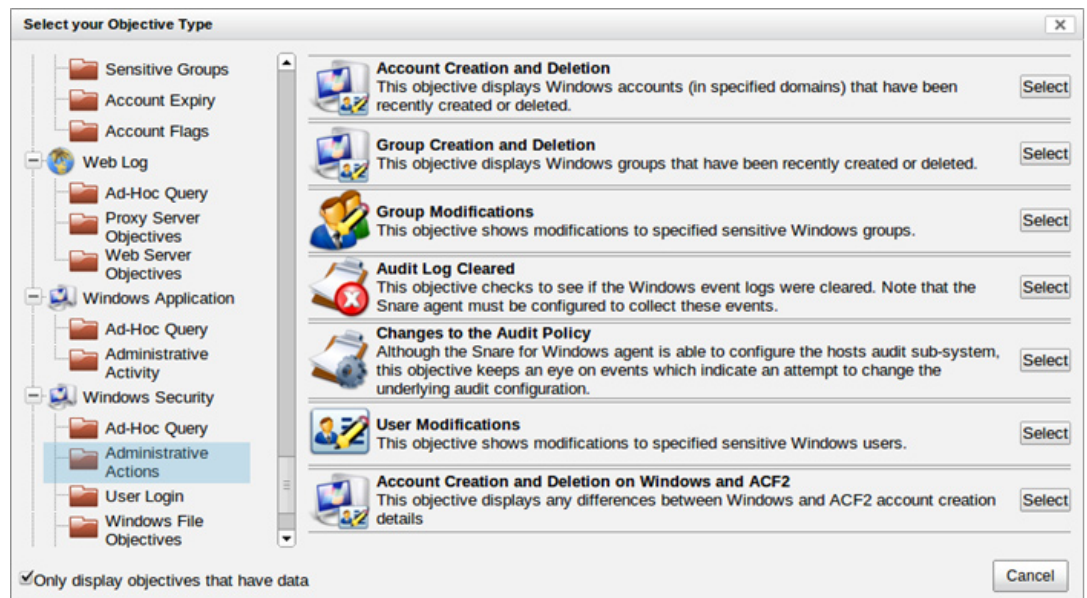 Select your Objective Type
Sensitive Groups
Account Expiry
Account Flags
Web Log
Ad-Hoc Query
Proxy Server
Objectives
Web Server
Objectives
Windows Application
Ad-Hoc Query
Administrative
Activity
Windows Security
Ad-Hoc Query
Administrative
Actions
User Login
Windows File
Objectives
Account Creation and Deletion
This objective displays Windows accounts (in specified domains) that have been
recently created or deleted.
Select
Group Creation and Deletion
This objective displays Windows groups that have been recently created or deleted.
Select
Group Modifications
This objective shows modifications to specified sensitive Windows groups.
Select
Audit Log Cleared
This objective checks to see if the Windows event logs were cleared. Note that the
Snare agent must be configured to collect these events.
Select
Changes to the Audit Policy
Although the Snare for Windows agent is able to configure the hosts audit sub-system,
this objective keeps an eye on events which indicate an attempt to change the
underlying audit configuration.
Select
User Modifications
This objective shows modifications to specified sensitive Windows users.
Select
Account Creation and Deletion on Windows and ACF2
This objective displays any differences between Windows and ACF2 account creation
details
Select
Only display objectives that have data
Cancel